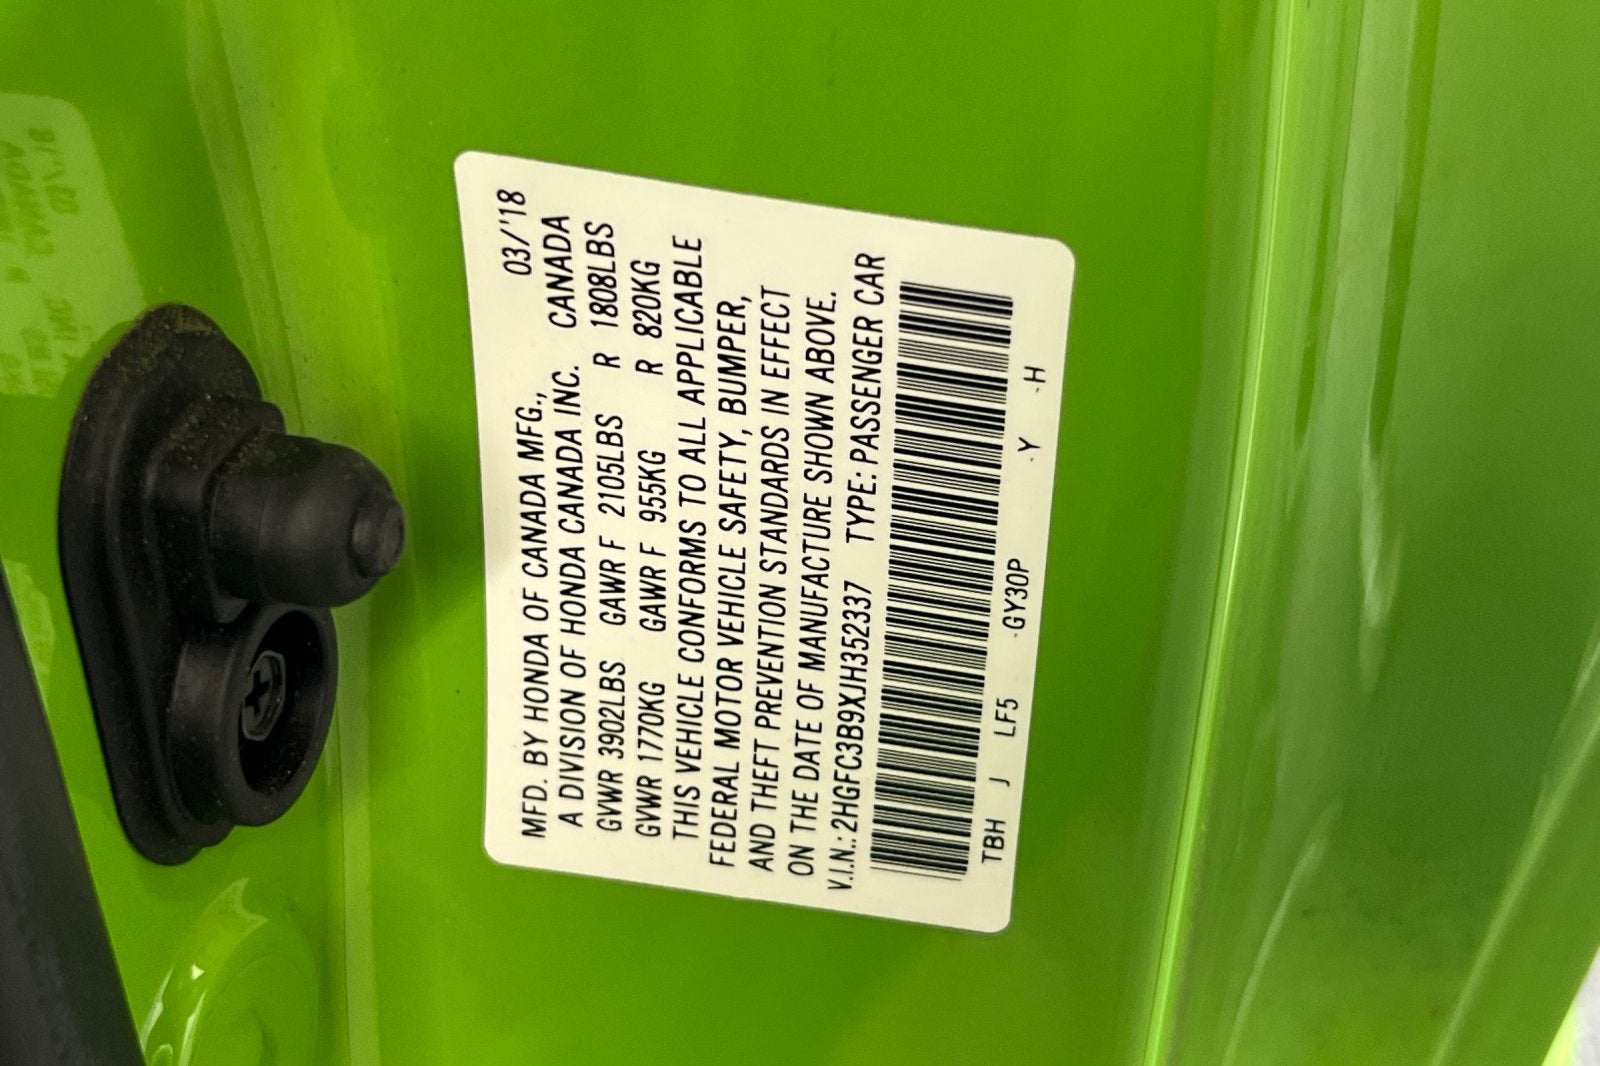 MFD. BY HONDA OF CANADA MFG., 03/'18
A DIVISION OF HONDA CANADA INC. CANADA
GVWR 3902LBS GAWR F 2105LBS R 1808LBS
GVWR 1770KG GAWR F 955KG R 820KG
THIS VEHICLE CONFORMS TO ALL APPLICABLE
FEDERAL MOTOR VEHICLE SAFETY, BUMPER,
AND THEFT PREVENTION STANDARDS IN EFFECT
ON THE DATE OF MANUFACTURE SHOWN ABOVE.
V.I.N.: 2HGFC3B9XJH352337 TYPE: PASSENGER CAR
TBH J LF5 -GY30P -Y -H